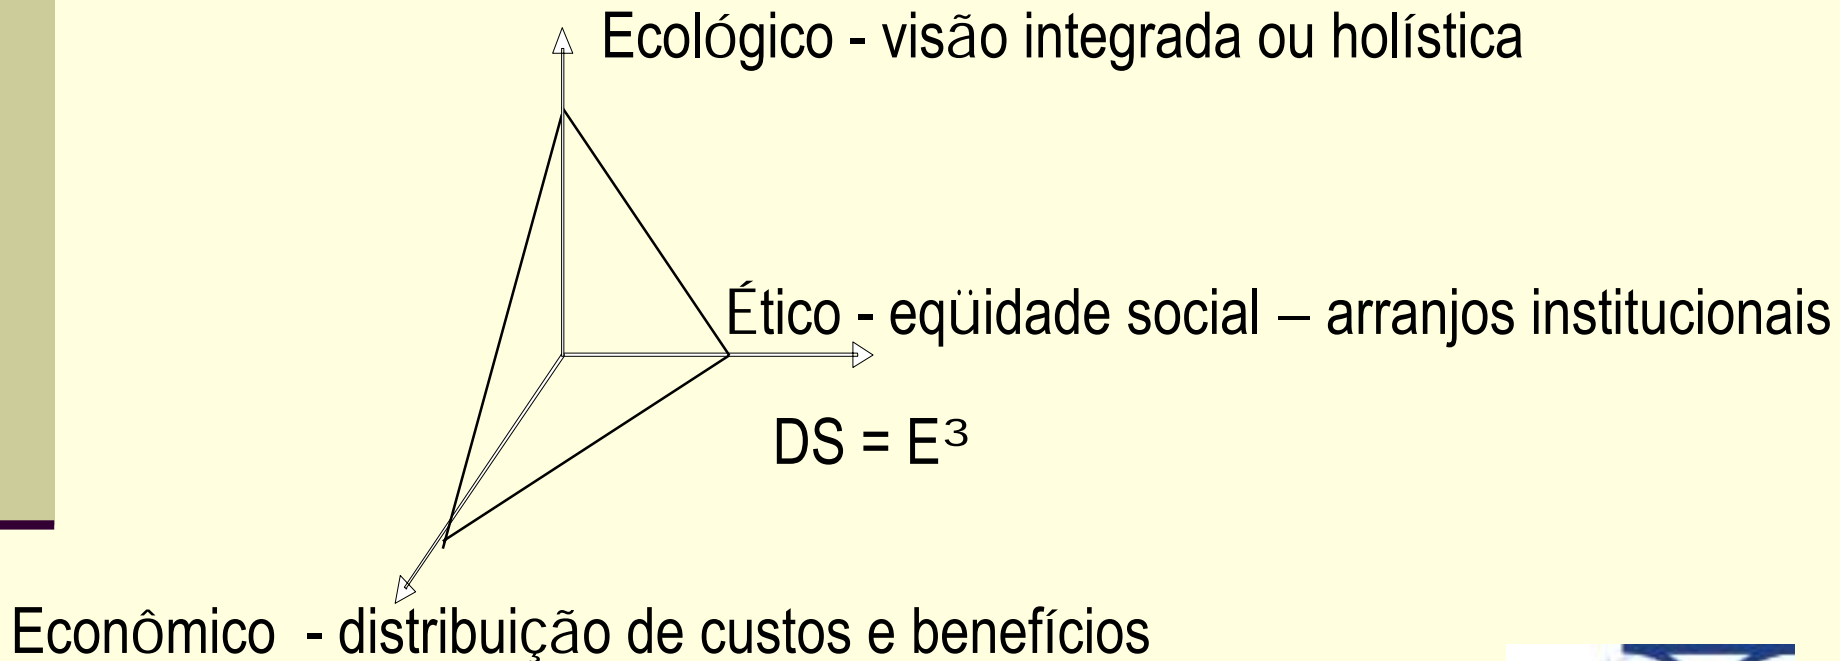 Ecológico - visão integrada ou holística
Ético - eqüidade social – arranjos institucionais
DS = E³
Econômico - distribuição de custos e benefícios